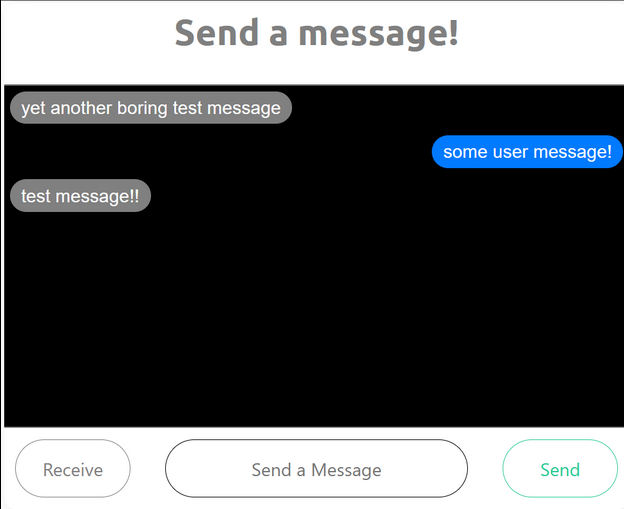 Send a message!
yet another boring test message
some user message!
test message!!
Receive
Send a Message
Send